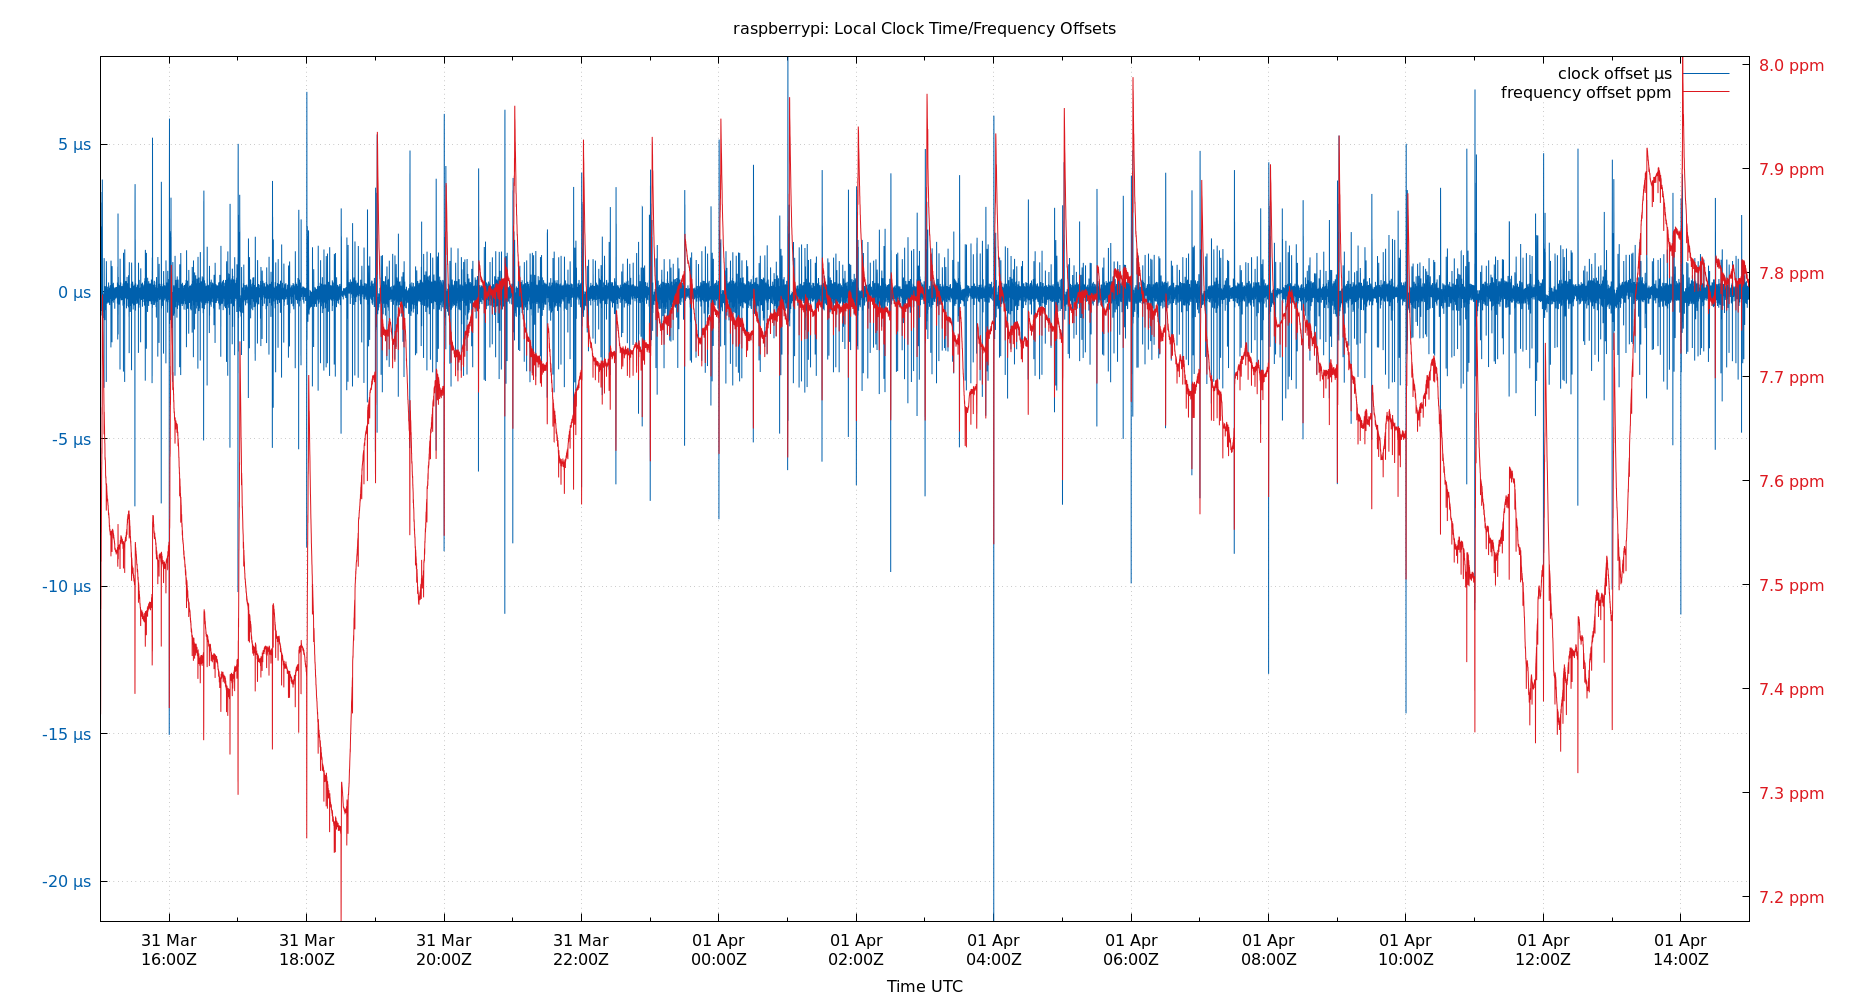 raspberrypi: Local Clock Time/Frequency Offsets
clock offset µs
frequency offset ppm
5 µs
0 µs
-5 µs
-10 µs
-15 µs
-20 µs
8.0 ppm
7.9 ppm
7.8 ppm
7.7 ppm
7.6 ppm
7.5 ppm
7.4 ppm
7.3 ppm
7.2 ppm
31 Mar
16:00Z
31 Mar
18:00Z
31 Mar
20:00Z
31 Mar
22:00Z
01 Apr
00:00Z
01 Apr
02:00Z
01 Apr
04:00Z
01 Apr
06:00Z
01 Apr
08:00Z
01 Apr
10:00Z
01 Apr
12:00Z
01 Apr
14:00Z
Time UTC